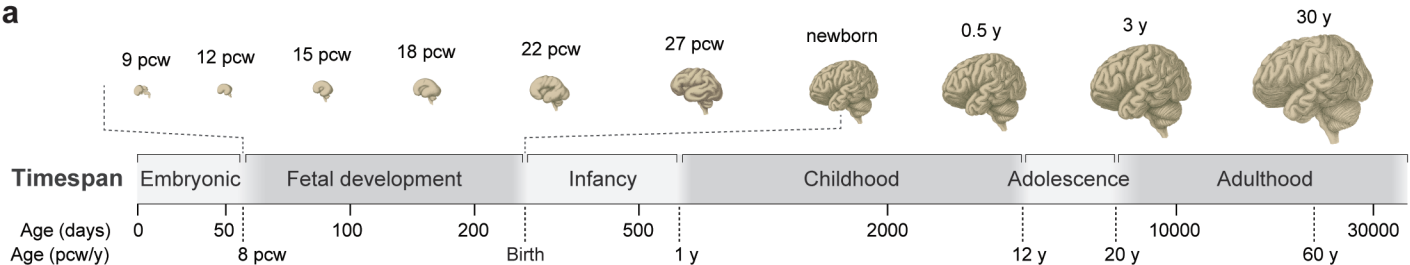 a
9 pcw 12 pcw 15 pcw 18 pcw 22 pcw 27 pcw newborn 0.5 y 3 y 30 y
Timespan Embryonic Fetal development Infancy Childhood Adolescence Adulthood
Age (days) 0 50 100 200 500 2000 10000 30000
Age (pcw/y) 8 pcw Birth 1 y 12 y 20 y 60 y